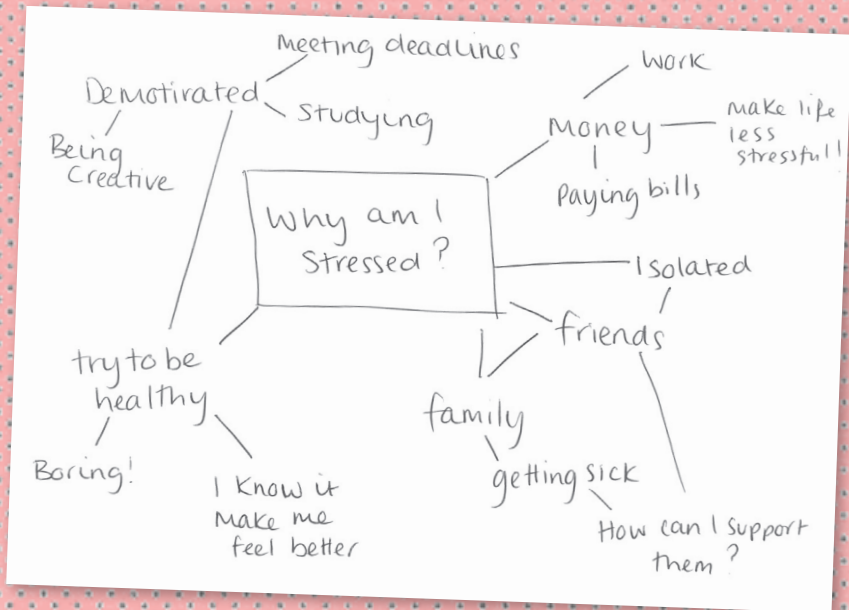 Meeting deadlines
Demotivated
Studying
Being
Creative
Work
Money
make life
less
stressful!
Paying bills
Why am I
Stressed?
Isolated
friends
family
getting sick
How can I support
them?
try to be
healthy
Boring!
I know it
make me
feel better